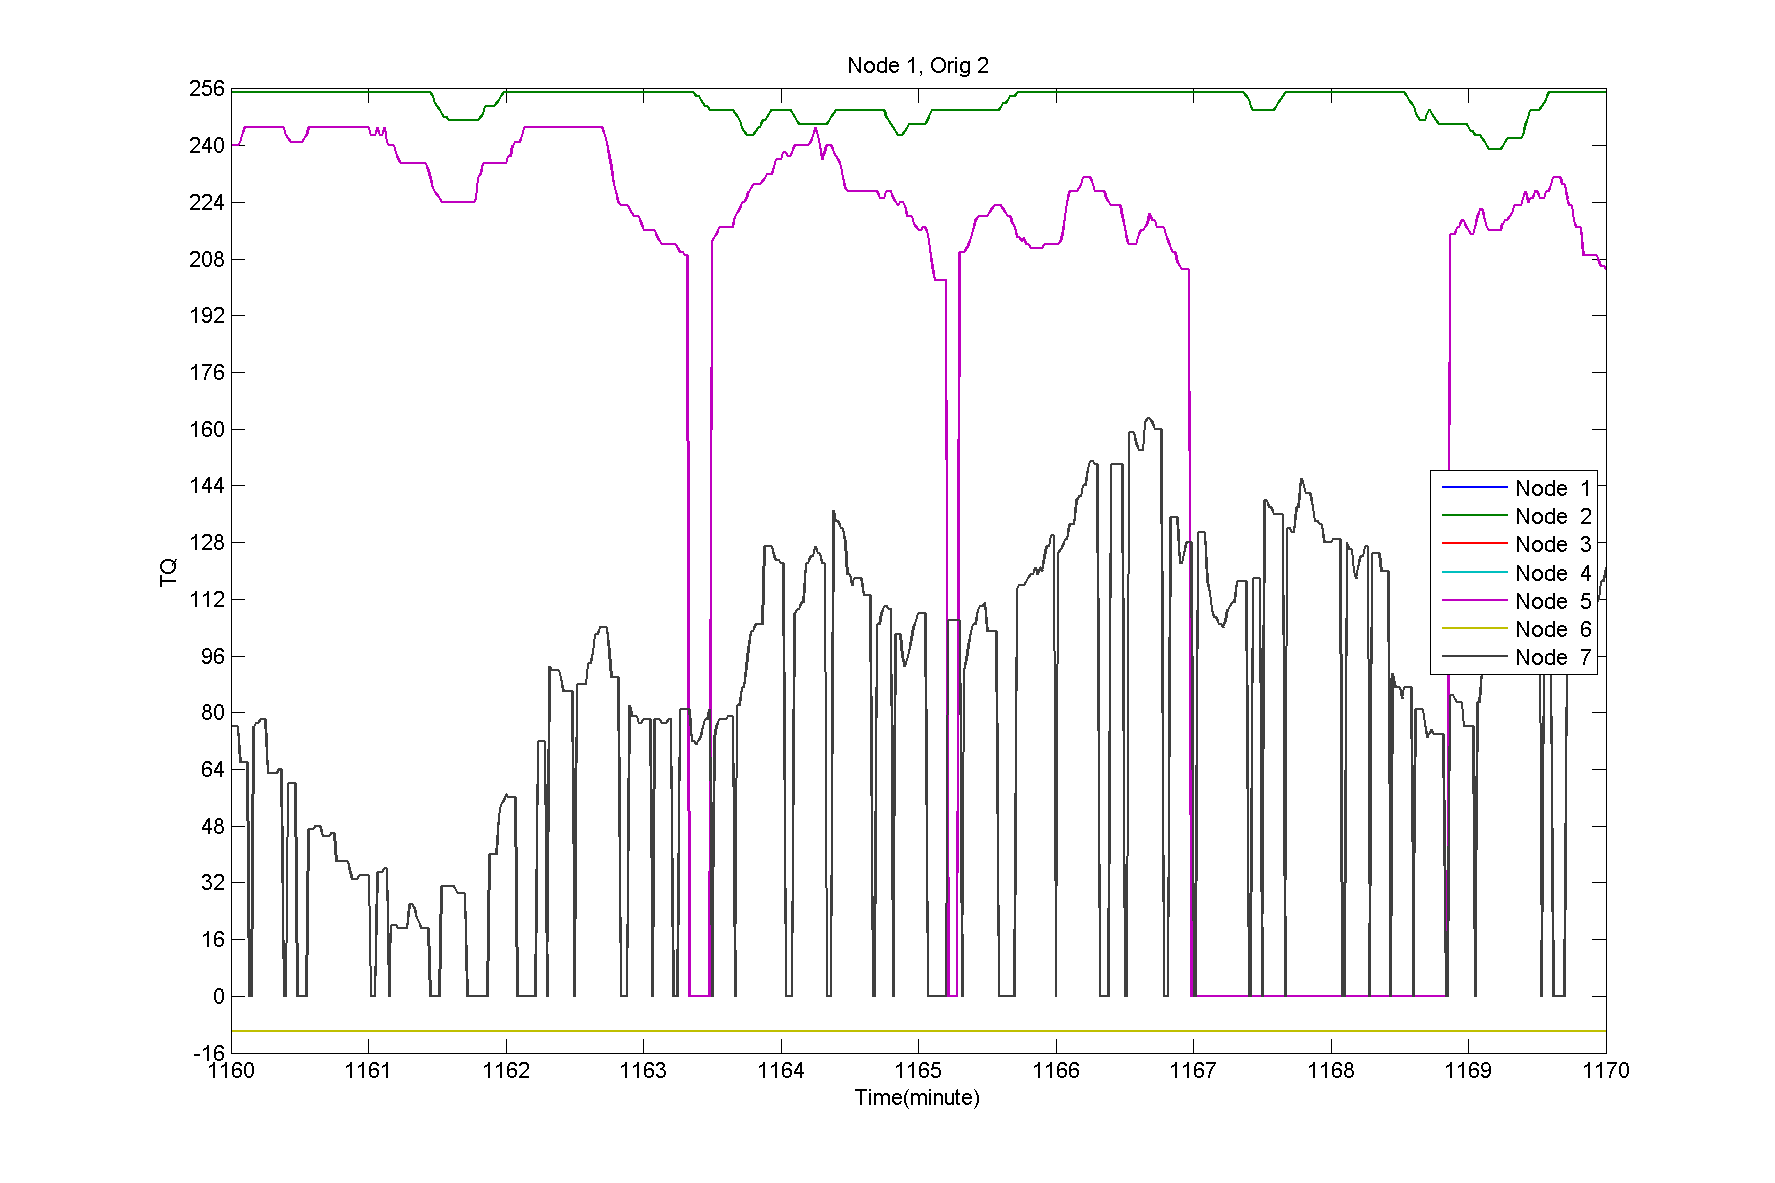 Node 1, Orig 2
256
240
224
208
192
176
160
144
128
112
96
80
64
48
32
16
0
-16
TQ
Node 1
Node 2
Node 3
Node 4
Node 5
Node 6
Node 7
1160 1161 1162 1163 1164 1165 1166 1167 1168 1169 1170
Time(minute)